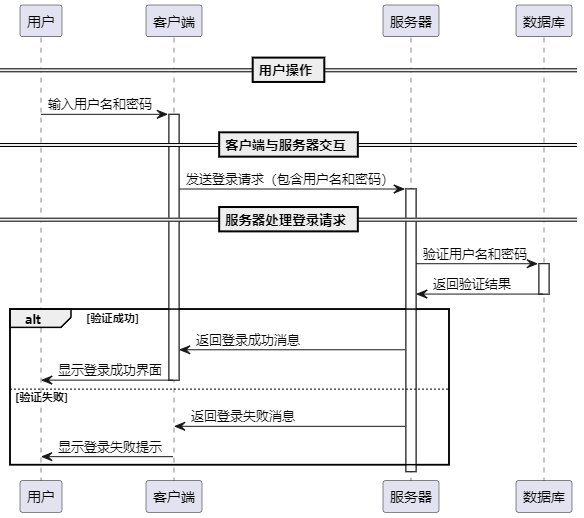 用户
客户端
服务器
数据库
用户操作
输入用户名和密码
客户端与服务器交互
发送登录请求（包含用户名和密码）
服务器处理登录请求
验证用户名和密码
返回验证结果
alt
[验证成功]
返回登录成功消息
显示登录成功界面
[验证失败]
返回登录失败消息
显示登录失败提示
用户
客户端
服务器
数据库